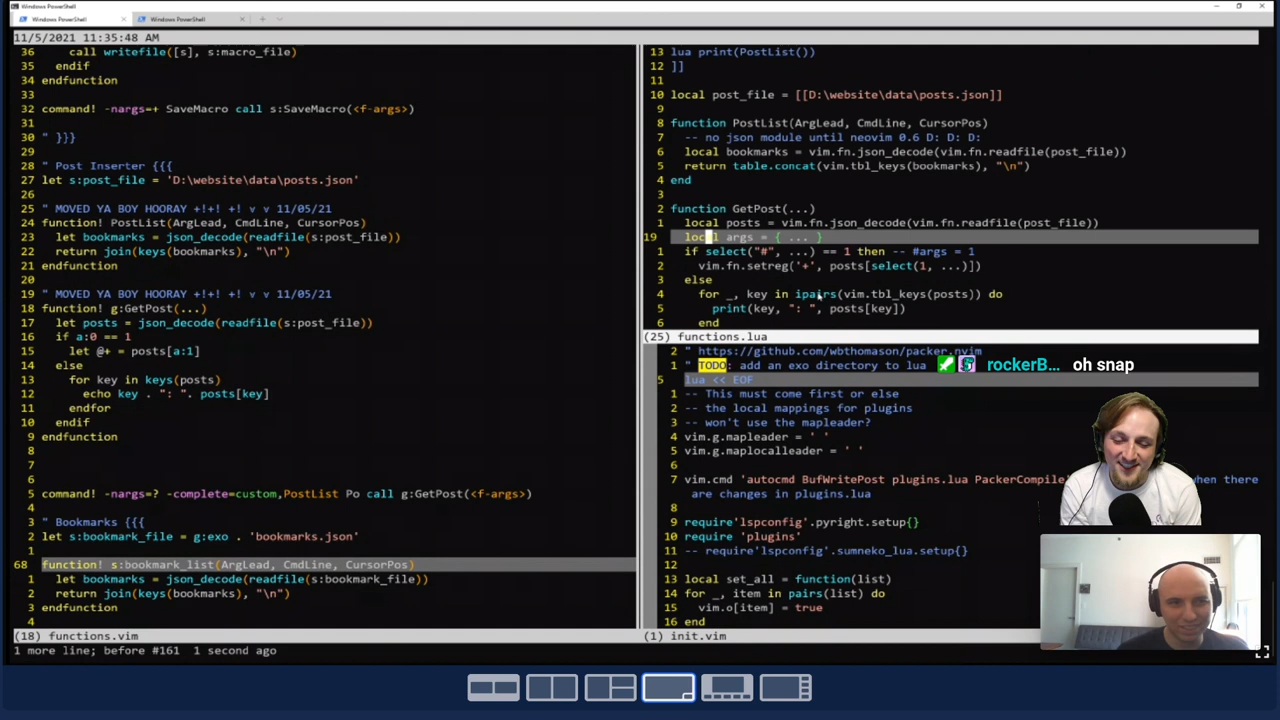 Windows PowerShell
Windows PowerShell
Windows PowerShell
11/5/2021 11:35:48 AM
36 call writefile([s], s:macro_file)
35 endif
34 endfunction
33
32 command! -nargs=+ SaveMacro call s:SaveMacro(<f-args>)
31
30 " }}}
29
28 " Post Inserter {{{
27 let s:post_file = 'D:\website\data\posts.json'
26
25 " MOVED YA BOY HOORAY +!+! +! v v 11/05/21
24 function! PostList(ArgLead, CmdLine, CursorPos)
23 let bookmarks = json_decode(readfile(s:post_file))
22 return join(keys(bookmarks), "\n")
21 endfunction
20
19 " MOVED YA BOY HOORAY +!+! +! v v 11/05/21
18 function! g:GetPost(...)
17 let posts = json_decode(readfile(s:post_file))
16 if a:0 == 1
15 let @+ = posts[a:1]
14 else
13 for key in keys(posts)
12 echo key . ": ". posts[key]
11 endfor
10 endif
9 endfunction
8
7
6
5 command! -nargs=? -complete=custom,PostList Po call g:GetPost(<f-args>)
4
3 " Bookmarks {{{
2 let s:bookmark_file = g:exo . 'bookmarks.json'
1
68 function! s:bookmark_list(ArgLead, CmdLine, CursorPos)
1 let bookmarks = json_decode(readfile(s:bookmark_file))
2 return join(keys(bookmarks), "\n")
3 endfunction
4
(18) functions.vim
1 more line; before #161 1 second ago
13 lua print(PostList())
12 ]]
11
10 local post_file = [[D:\website\data\posts.json]]
9
8 function PostList(ArgLead, CmdLine, CursorPos)
7 -- no json module until neovim 0.6 D: D: D:
6 local bookmarks = vim.fn.json_decode(vim.fn.readfile(post_file))
5 return table.concat(vim.tbl_keys(bookmarks), "\n")
4 end
3
2 function GetPost(...)
1 local posts = vim.fn.json_decode(vim.fn.readfile(post_file))
19 local args = { ... }
1 if select("#", ...) == 1 then -- #args = 1
2 vim.fn.setreg('+', posts[select(1, ...)])
3 else
4 for _, key in ipairs(vim.tbl_keys(posts)) do
5 print(key, ": ", posts[key])
6 end
(25) functions.lua
2 " https://github.com/wbthomason/packer.nvim
1 " TODO: add an exo directory to lua
rockerB... oh snap
5 lua << EOF
1 -- This must come first or else
2 -- the local mappings for plugins
3 -- won't use the mapleader?
4 vim.g.mapleader = ' '
5 vim.g.maplocalleader = ' '
6
7 vim.cmd 'autocmd BufWritePost plugins.lua PackerCompile when there
are changes in plugins.lua
8
9 require'lspconfig'.pyright.setup{}
10 require 'plugins'
11 -- require'lspconfig'.sumneko_lua.setup{}
12
13 local set_all = function(list)
14 for _, item in pairs(list) do
15 vim.o[item] = true
16 end
(1) init.vim